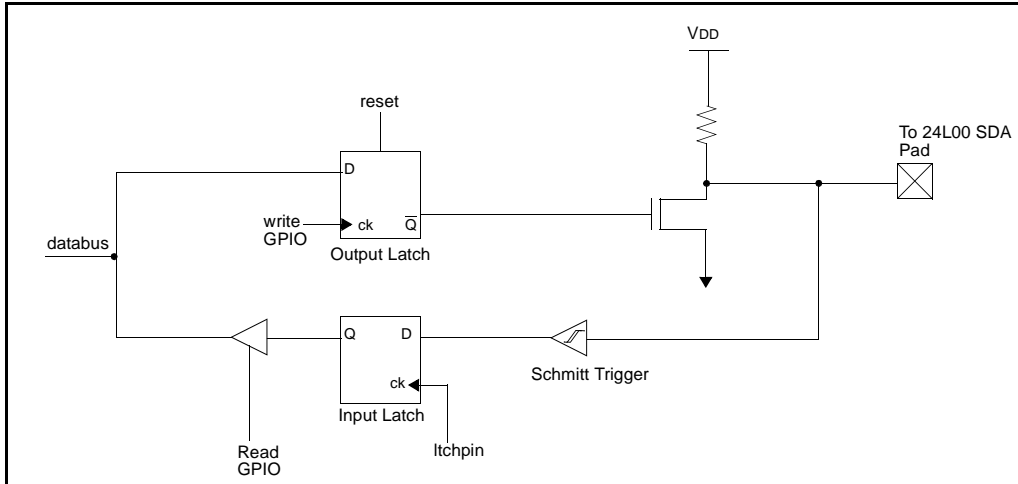 VDD
reset
To 24L00 SDA
Pad
D
write
GPIO
ck
Q
databus
Output Latch
Q
D
Schmitt Trigger
ck
Input Latch
Read
GPIO
ltchpin